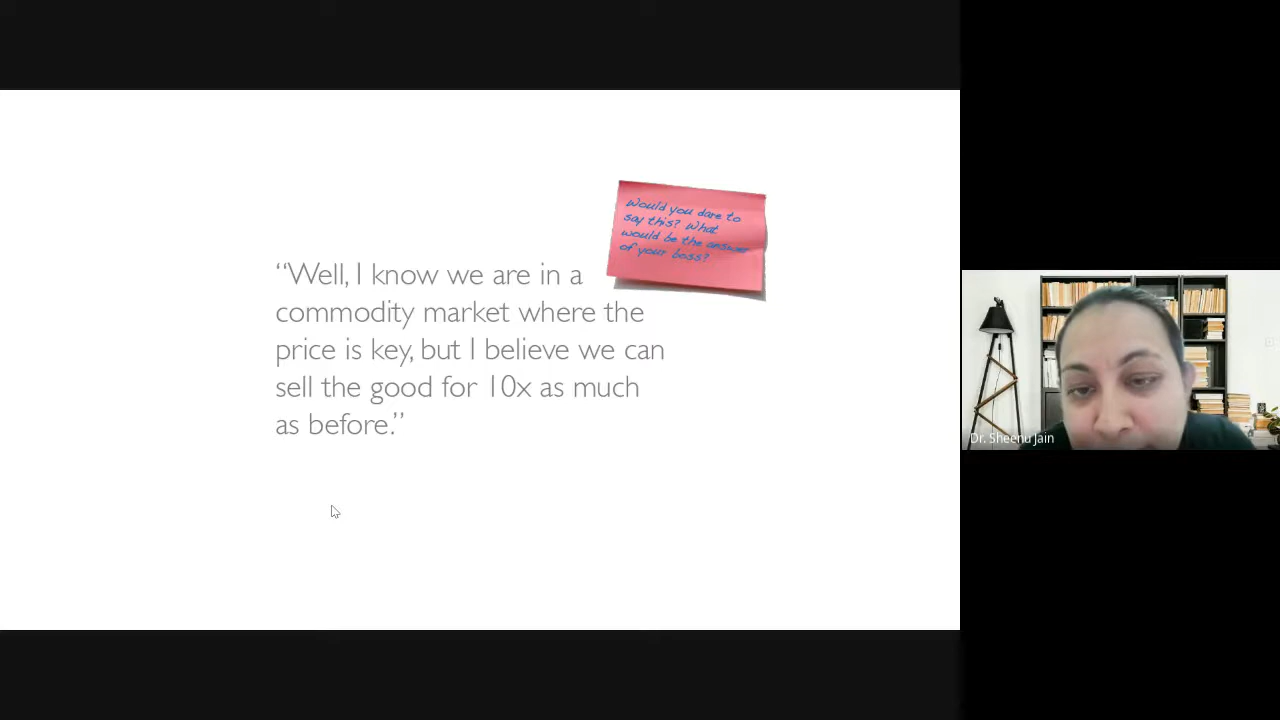 Would you dare to
say this? What
would be the answer
of your boss?
“Well, I know we are in a
commodity market where the
price is key, but I believe we can
sell the good for 10x as much
as before.”
Dr. Sheenu Jain